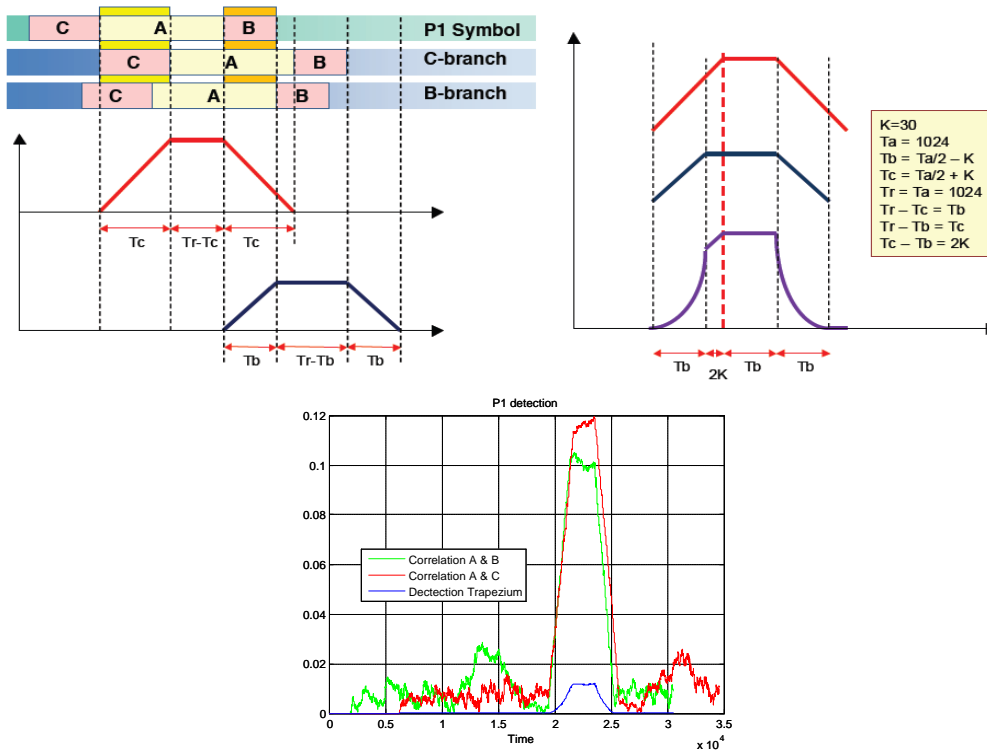 C A B P1 Symbol
C A B C-branch
C A B B-branch
Tc Tr-Tc Tc
Tb Tr-Tb Tb
K=30
Ta = 1024
Tb = Ta/2 – K
Tc = Ta/2 + K
Tr = Ta = 1024
Tr – Tc = Tb
Tr – Tb = Tc
Tc – Tb = 2K
Tb 2K Tb Tb
P1 detection
0.12
0.1
0.08
0.06
0.04
0.02
0
Correlation A & B
Correlation A & C
Dectection Trapezium
0 0.5 1 1.5 2 2.5 3 3.5
Time
x 10^4